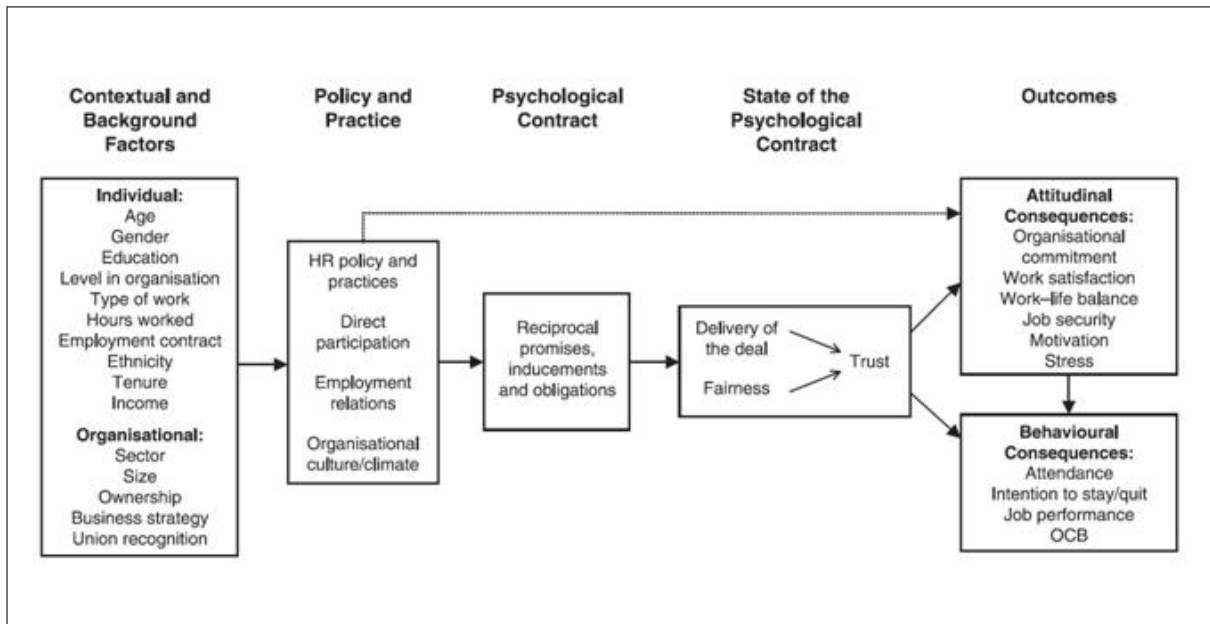 Contextual and
Background
Factors
Policy and
Practice
Psychological
Contract
State of the
Psychological
Contract
Outcomes
Individual:
Age
Gender
Education
Level in organisation
Type of work
Hours worked
Employment contract
Ethnicity
Tenure
Income
Organisational:
Sector
Size
Ownership
Business strategy
Union recognition
HR policy and
practices
Direct
participation
Employment
relations
Organisational
culture/climate
Reciprocal
promises,
inducements
and obligations
Delivery of
the deal
Fairness
Trust
Attitudinal
Consequences:
Organisational
commitment
Work satisfaction
Work–life balance
Job security
Motivation
Stress
Behavioural
Consequences:
Attendance
Intention to stay/quit
Job performance
OCB